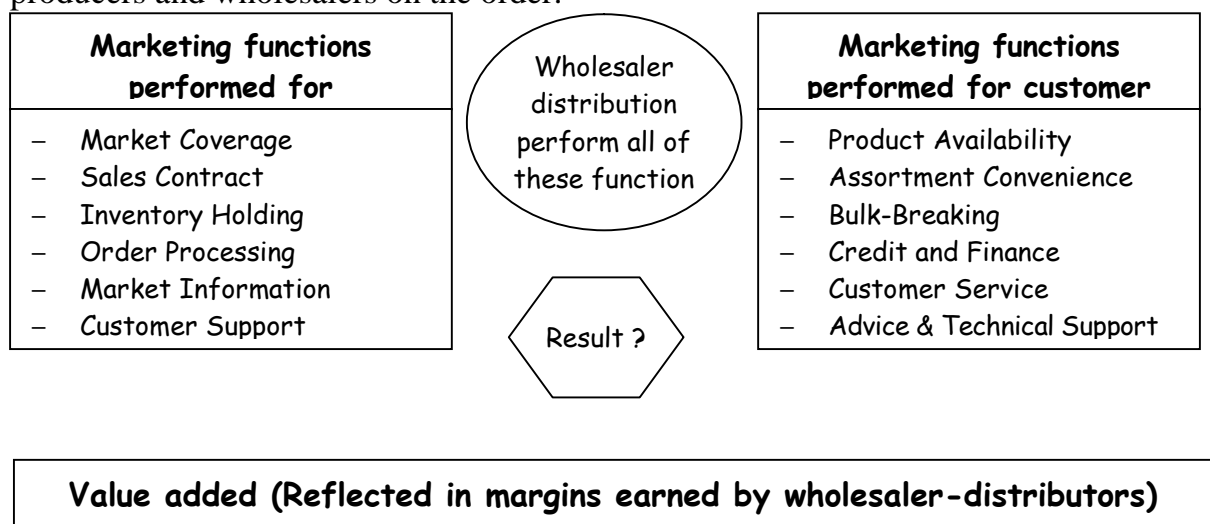 producers and wholesalers on the order.
Marketing functions
performed for
– Market Coverage
– Sales Contract
– Inventory Holding
– Order Processing
– Market Information
– Customer Support
Wholesaler
distribution
perform all of
these function
Result ?
Marketing functions
performed for customer
– Product Availability
– Assortment Convenience
– Bulk-Breaking
– Credit and Finance
– Customer Service
– Advice & Technical Support
Value added (Reflected in margins earned by wholesaler-distributors)